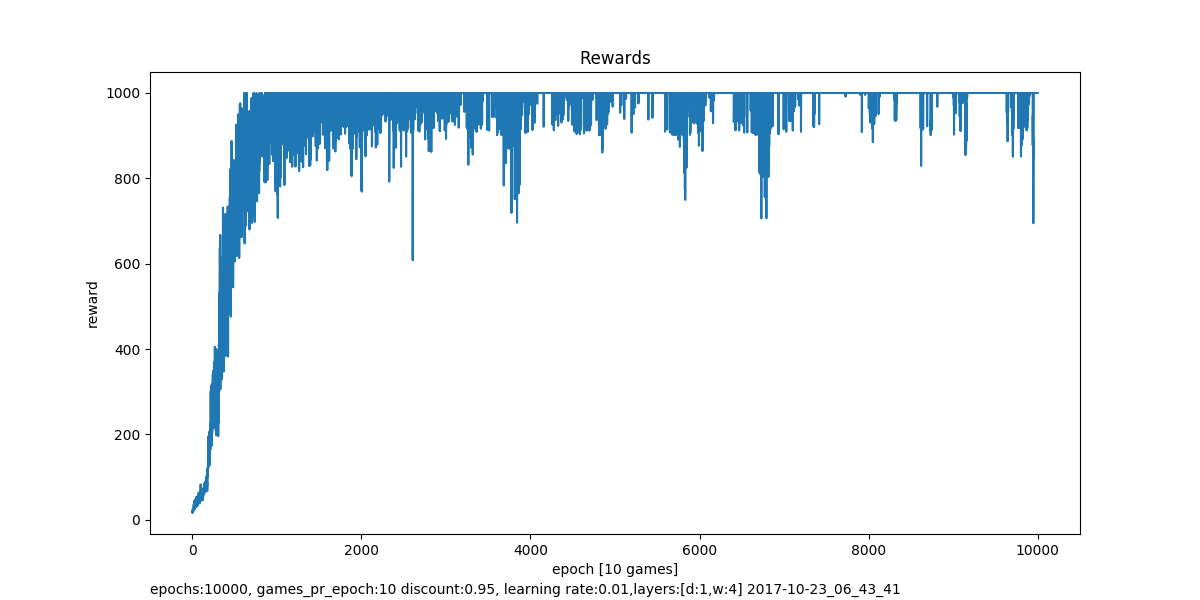 Rewards
1000
800
600
400
200
0
reward
0 2000 4000 6000 8000 10000
epoch [10 games]
epochs:10000, games_pr_epoch:10 discount:0.95, learning rate:0.01,layers:[d:1,w:4] 2017-10-23_06_43_41